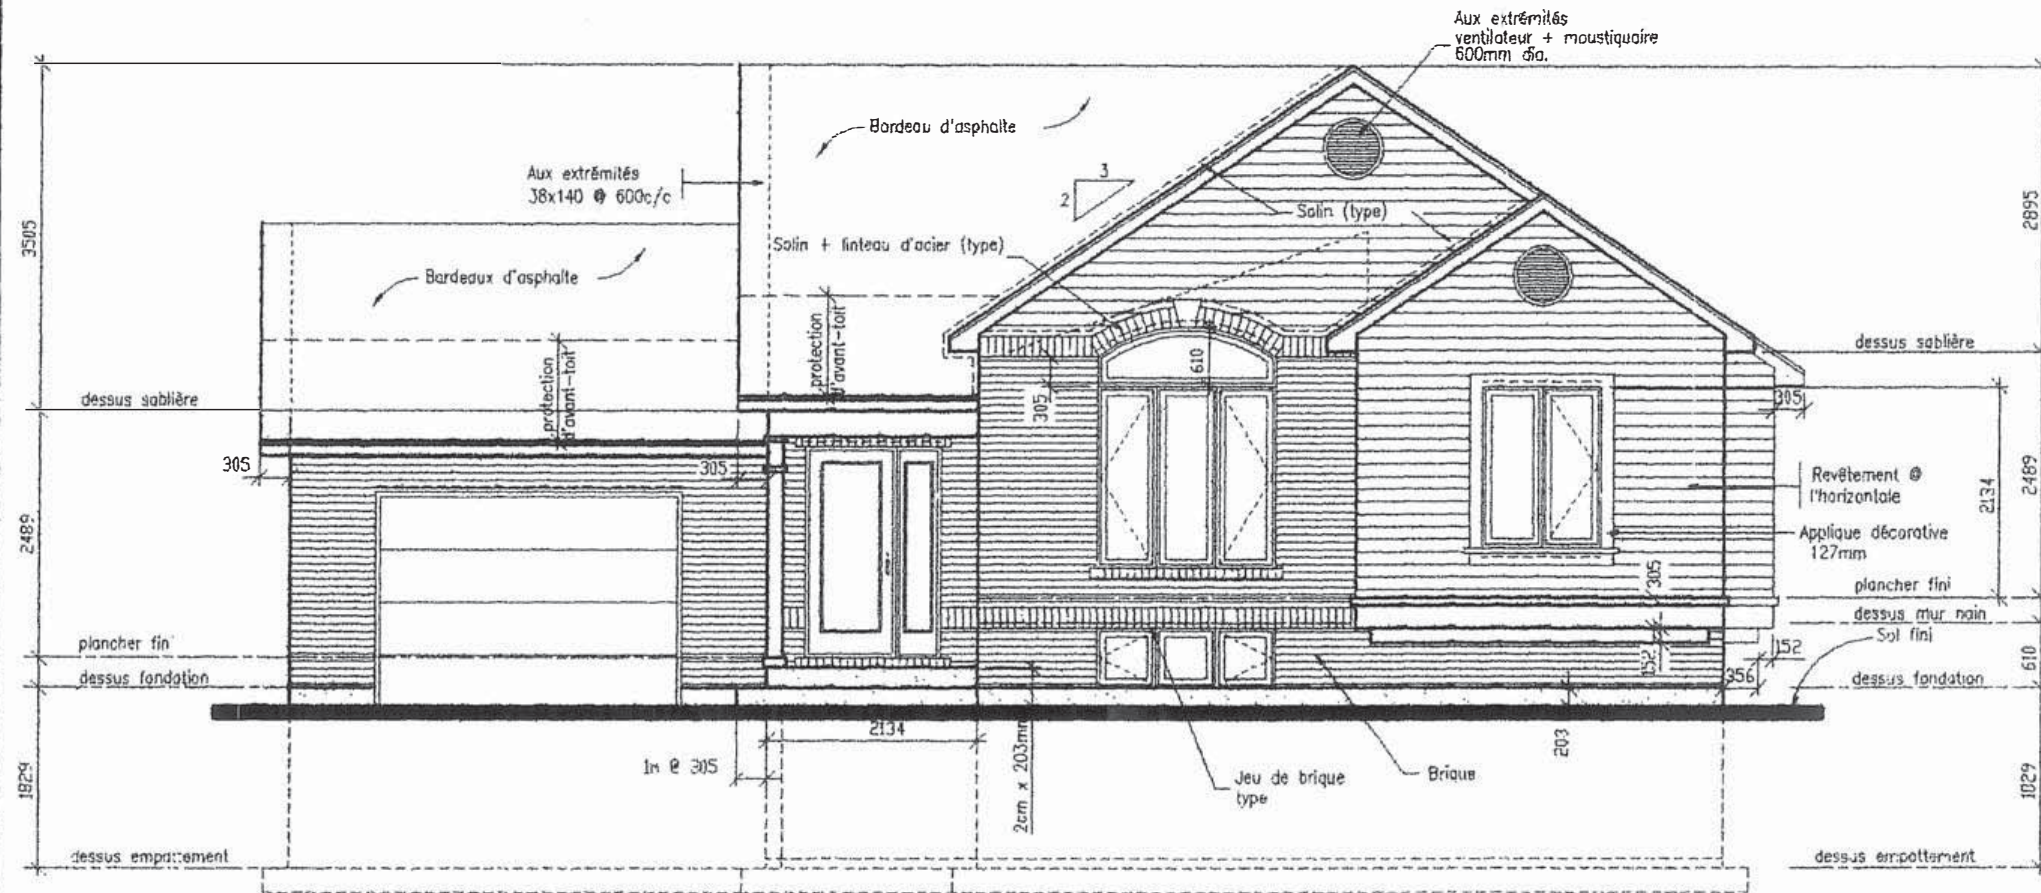 Aux extrémités
ventilateur + moustiquaire
600mm dia.
Bardeau d'asphalte
Aux extrémités
38x140 @ 600c/c
3
2
Solin (type)
Solin + linteau d'acier (type)
Bardeaux d'asphalte
3505
2895
protection
d'avant-toit
protection
d'avant-toit
dessus sablière
dessus sablière
610
305
305
305
305
Revêtement @
l'horizontale
2134
2489
2489
Applique décorative
127mm
305
plancher fini
dessus mur nain
Sol fini
plancher fini
dessus fondation
152
152
356
610
dessus fondation
2134
1m @ 305
2cm x 203mm
203
Jeu de brique
type
Brique
1829
1829
dessus empattement
dessus empattement